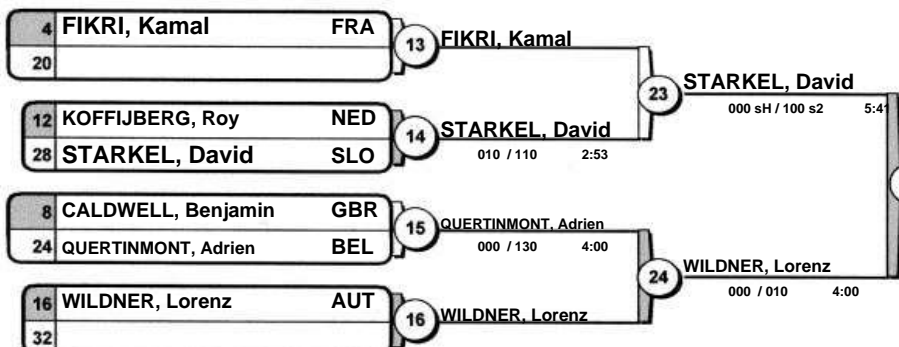 4 FIKRI, Kamal FRA
20
13 FIKRI, Kamal
12 KOFFIJBERG, Roy NED
28 STARKEL, David SLO
14 STARKEL, David
010 / 110 2:53
23 STARKEL, David
000 sH / 100 s2 5:41
8 CALDWELL, Benjamin GBR
24 QUERTINMONT, Adrien BEL
15 QUERTINMONT, Adrien
000 / 130 4:00
16 WILDNER, Lorenz AUT
32
16 WILDNER, Lorenz
24 WILDNER, Lorenz
000 / 010 4:00